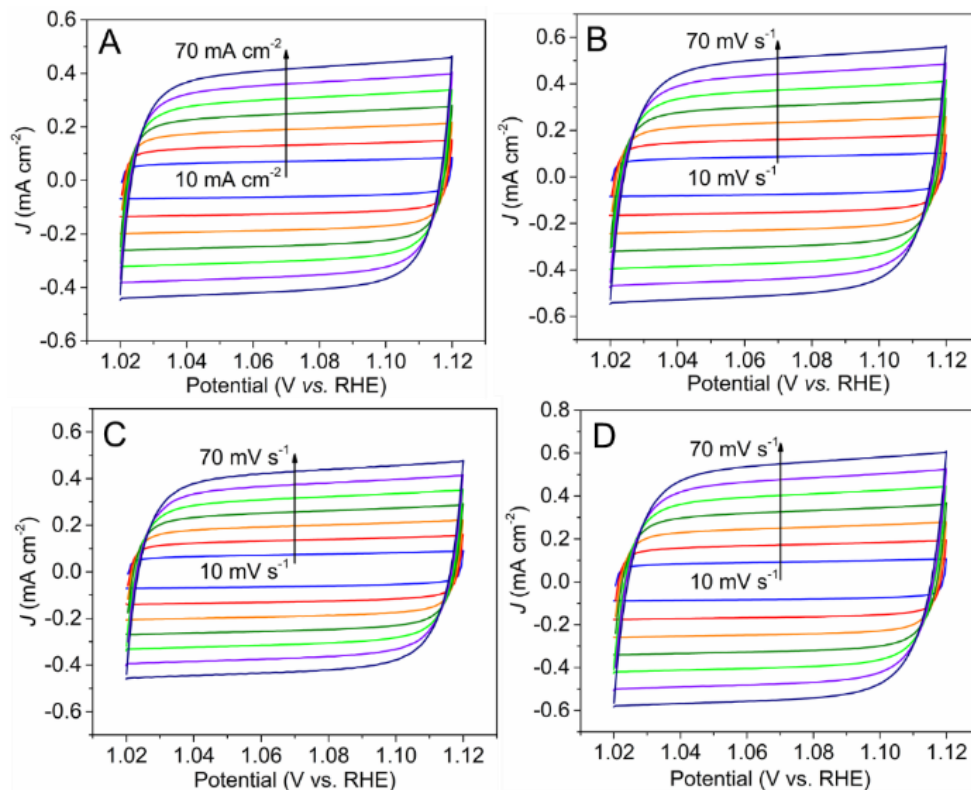 A
70 mA cm-2
10 mA cm-2
0.6
0.4
0.2
0.0
-0.2
-0.4
-0.6
J (mA cm-2)
1.02 1.04 1.06 1.08 1.10 1.12
Potential (V vs. RHE)
B
70 mV s-1
10 mV s-1
0.6
0.4
0.2
0.0
-0.2
-0.4
-0.6
J (mA cm-2)
1.02 1.04 1.06 1.08 1.10 1.12
Potential (V vs. RHE)
C
70 mV s-1
10 mV s-1
0.6
0.4
0.2
0.0
-0.2
-0.4
-0.6
J (mA cm-2)
1.02 1.04 1.06 1.08 1.10 1.12
Potential (V vs. RHE)
D
70 mV s-1
10 mV s-1
0.8
0.6
0.4
0.2
0.0
-0.2
-0.4
-0.6
J (mA cm-2)
1.02 1.04 1.06 1.08 1.10 1.12
Potential (V vs. RHE)